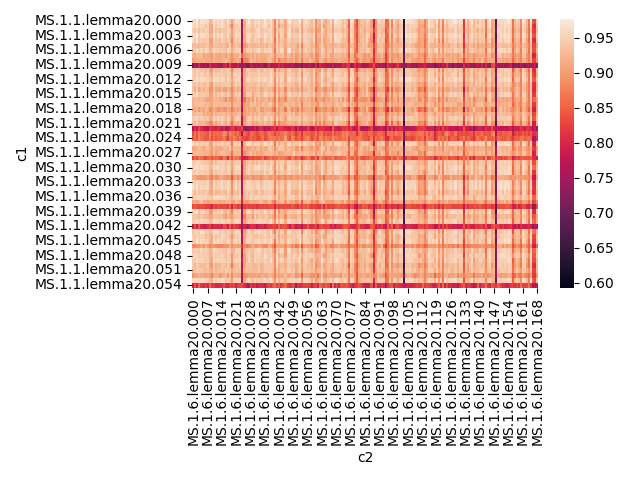 MS.1.1.lemma20.000
MS.1.1.lemma20.003
MS.1.1.lemma20.006
MS.1.1.lemma20.009
MS.1.1.lemma20.012
MS.1.1.lemma20.015
MS.1.1.lemma20.018
MS.1.1.lemma20.021
MS.1.1.lemma20.024
MS.1.1.lemma20.027
MS.1.1.lemma20.030
MS.1.1.lemma20.033
MS.1.1.lemma20.036
MS.1.1.lemma20.039
MS.1.1.lemma20.042
MS.1.1.lemma20.045
MS.1.1.lemma20.048
MS.1.1.lemma20.051
MS.1.1.lemma20.054
c1
MS.1.6.lemma20.000
MS.1.6.lemma20.007
MS.1.6.lemma20.014
MS.1.6.lemma20.021
MS.1.6.lemma20.028
MS.1.6.lemma20.035
MS.1.6.lemma20.042
MS.1.6.lemma20.049
MS.1.6.lemma20.056
MS.1.6.lemma20.063
MS.1.6.lemma20.070
MS.1.6.lemma20.077
MS.1.6.lemma20.084
MS.1.6.lemma20.091
MS.1.6.lemma20.098
MS.1.6.lemma20.105
MS.1.6.lemma20.112
MS.1.6.lemma20.119
MS.1.6.lemma20.126
MS.1.6.lemma20.133
MS.1.6.lemma20.140
MS.1.6.lemma20.147
MS.1.6.lemma20.154
MS.1.6.lemma20.161
MS.1.6.lemma20.168
c2
0.95
0.90
0.85
0.80
0.75
0.70
0.65
0.60